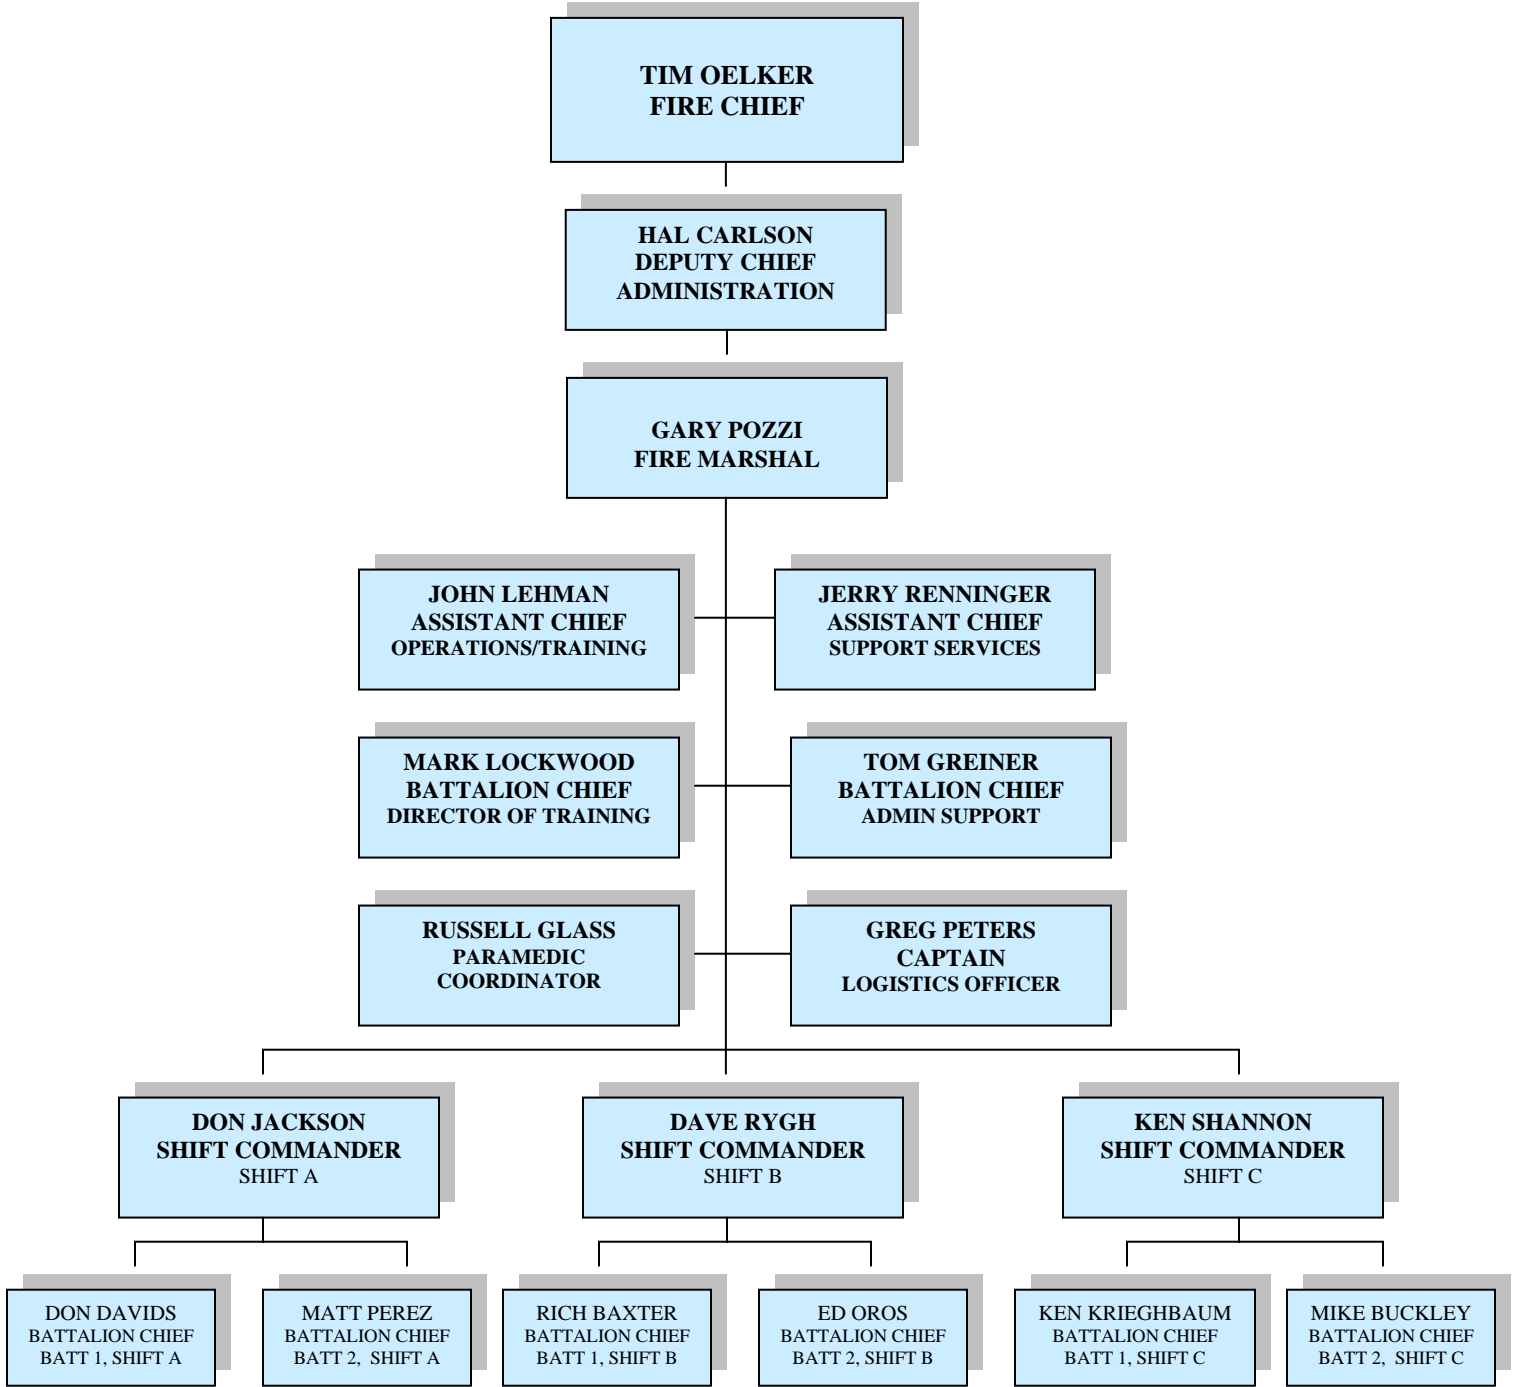 TIM OELKER
FIRE CHIEF
HAL CARLSON
DEPUTY CHIEF
ADMINISTRATION
GARY POZZI
FIRE MARSHAL
JOHN LEHMAN
ASSISTANT CHIEF
OPERATIONS/TRAINING
JERRY RENNINGER
ASSISTANT CHIEF
SUPPORT SERVICES
MARK LOCKWOOD
BATTALION CHIEF
DIRECTOR OF TRAINING
TOM GREINER
BATTALION CHIEF
ADMIN SUPPORT
RUSSELL GLASS
PARAMEDIC
COORDINATOR
GREG PETERS
CAPTAIN
LOGISTICS OFFICER
DON JACKSON
SHIFT COMMANDER
SHIFT A
DAVE RYGH
SHIFT COMMANDER
SHIFT B
KEN SHANNON
SHIFT COMMANDER
SHIFT C
DON DAVIDS
BATTALION CHIEF
BATT 1, SHIFT A
MATT PEREZ
BATTALION CHIEF
BATT 2, SHIFT A
RICH BAXTER
BATTALION CHIEF
BATT 1, SHIFT B
ED OROS
BATTALION CHIEF
BATT 2, SHIFT B
KEN KRIEGHBAUM
BATTALION CHIEF
BATT 1, SHIFT C
MIKE BUCKLEY
BATTALION CHIEF
BATT 2, SHIFT C